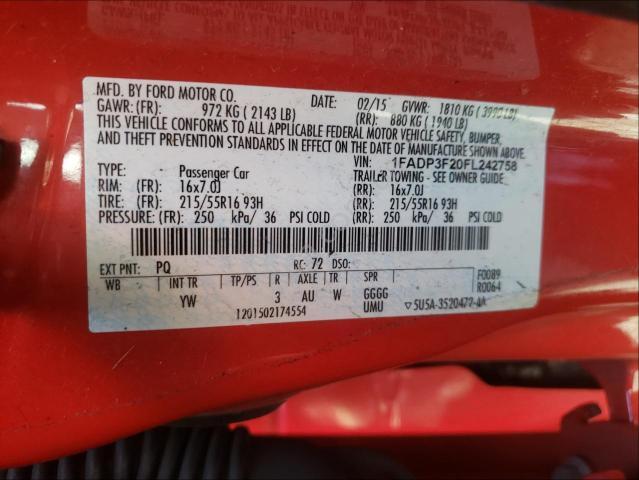 MFD. BY FORD MOTOR CO.
DATE: 02/15 GVWR: 1810 KG ( 3990 LB)
GAWR: (FR): 972 KG ( 2143 LB) (RR): 880 KG ( 1940 LB)
THIS VEHICLE CONFORMS TO ALL APPLICABLE FEDERAL MOTOR VEHICLE SAFETY, BUMPER,
AND THEFT PREVENTION STANDARDS IN EFFECT ON THE DATE OF MANUFACTURE SHOWN ABOVE.
VIN: 1FADP3F20FL242758
TYPE: Passenger Car TRAILER TOWING - SEE OWNER GUIDE
RIM: (FR): 16x7.0J (RR): 16x7.0J
TIRE: (FR): 215/55R16 93H (RR): 215/55R16 93H
PRESSURE: (FR): 250 kPa/ 36 PSI COLD (RR): 250 kPa/ 36 PSI COLD
EXT PNT: PQ RC: 72 DSO: F0089
WB INT TR TP/PS R AXLE TR SPR R0064
YW 3 AU W GGGG
1201502174554 UMU ▽5U5A-3520472-AA